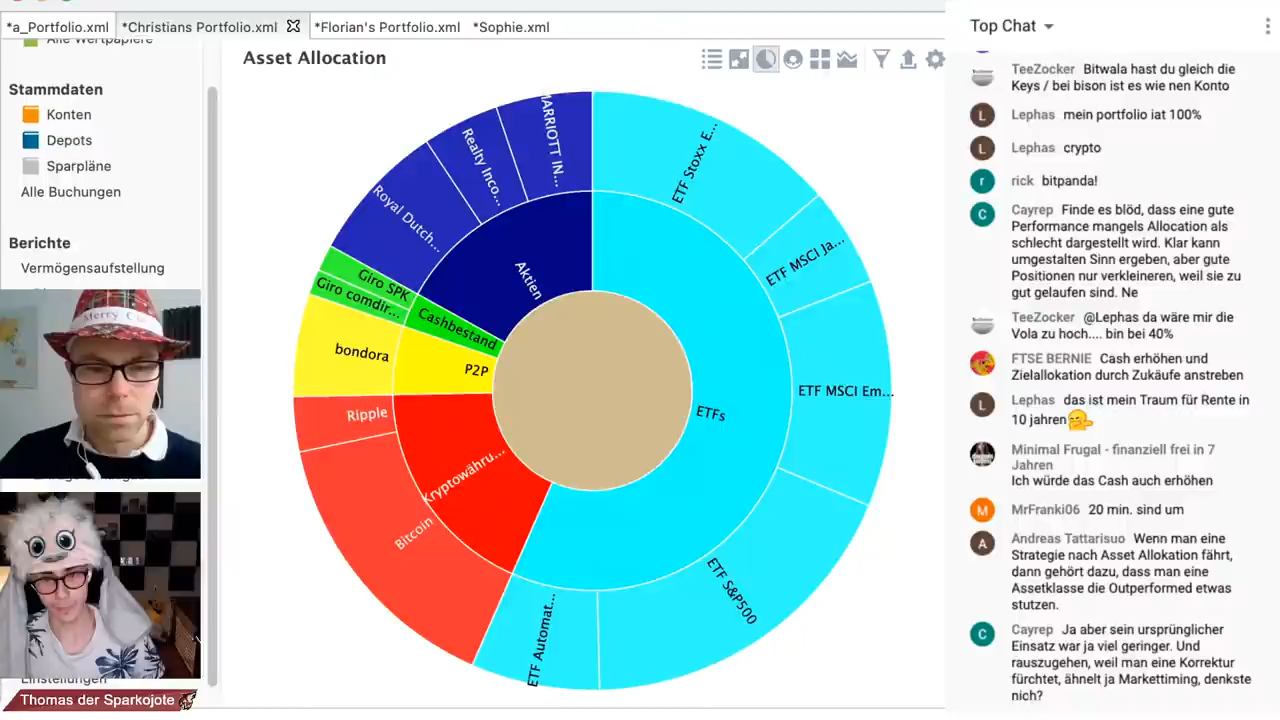 *a_Portfolio.xml
*Christians Portfolio.xml
*Florian's Portfolio.xml
*Sophie.xml
Alle Wertpapiere
Stammdaten
Konten
Depots
Sparpläne
Alle Buchungen
Berichte
Vermögensaufstellung
Merry
Einstellungen
Thomas der Sparkojote
Asset Allocation
MARRIOTT IN...
Realty Inco...
Royal Dutch...
Aktien
Giro SPK
Giro comdir...
Cashbestand
bondora
P2P
Ripple
Kryptowähru...
Bitcoin
ETF Stoxx E...
ETF MSCI Ja...
ETF MSCI Em...
ETFs
ETF S&P500
ETF Automat...
Top Chat
TeeZocker Bitwala hast du gleich die
Keys / bei bison ist es wie nen Konto
L
Lephas mein portfolio iat 100%
L
Lephas crypto
r
rick bitpanda!
C
Cayrep Finde es blöd, dass eine gute
Performance mangels Allocation als
schlecht dargestellt wird. Klar kann
umgestalten Sinn ergeben, aber gute
Positionen nur verkleineren, weil sie zu
gut gelaufen sind. Ne
TeeZocker @Lephas da wäre mir die
Vola zu hoch.... bin bei 40%
FTSE BERNIE Cash erhöhen und
Zielallokation durch Zukäufe anstreben
L
Lephas das ist mein Traum für Rente in
10 jahren
Minimal Frugal - finanziell frei in 7
Jahren
Ich würde das Cash auch erhöhen
M
MrFranki06 20 min. sind um
A
Andreas Tattarisuo Wenn man eine
Strategie nach Asset Allokation fährt,
dann gehört dazu, dass man eine
Assetklasse die Outperformed etwas
stutzen.
C
Cayrep Ja aber sein ursprünglicher
Einsatz war ja viel geringer. Und
rauszugehen, weil man eine Korrektur
fürchtet, ähnelt ja Markettiming, denkste
nich?